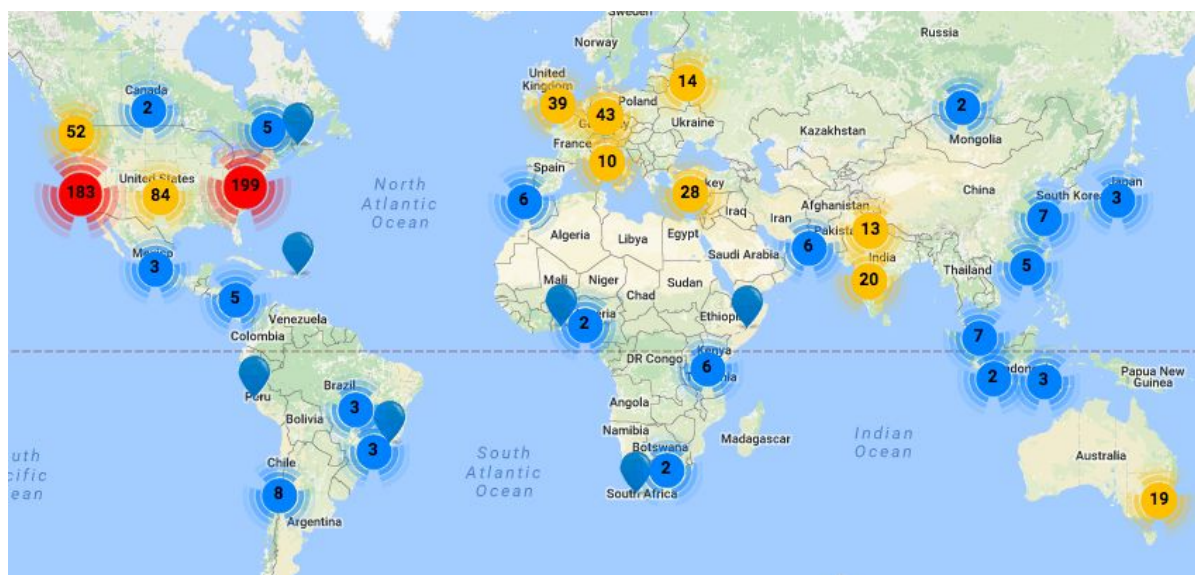 Sweden
Russia
Norway
United
Kingdom
39
14
Canada
2
5
52
Poland
43
Ukraine
Kazakhstan
2
Mongolia
France
10
183
United States
84
199
North
Atlantic
Ocean
Spain
6
28
Iraq
Iran
Afghanistan
China
South Korea
Japan
3
7
Algeria
Libya
Egypt
Saudi Arabia
6
13
India
20
Thailand
5
Mexico
3
5
Venezuela
Colombia
Mali
Niger
Chad
Sudan
2
Ethiopia
DR Congo
Kenya
6
7
2
3
Papua New
Guinea
Peru
Brazil
3
Bolivia
3
Angola
Namibia
Botswana
2
Madagascar
Indian
Ocean
South
Atlantic
Ocean
Chile
8
South Africa
Argentina
Australia
19